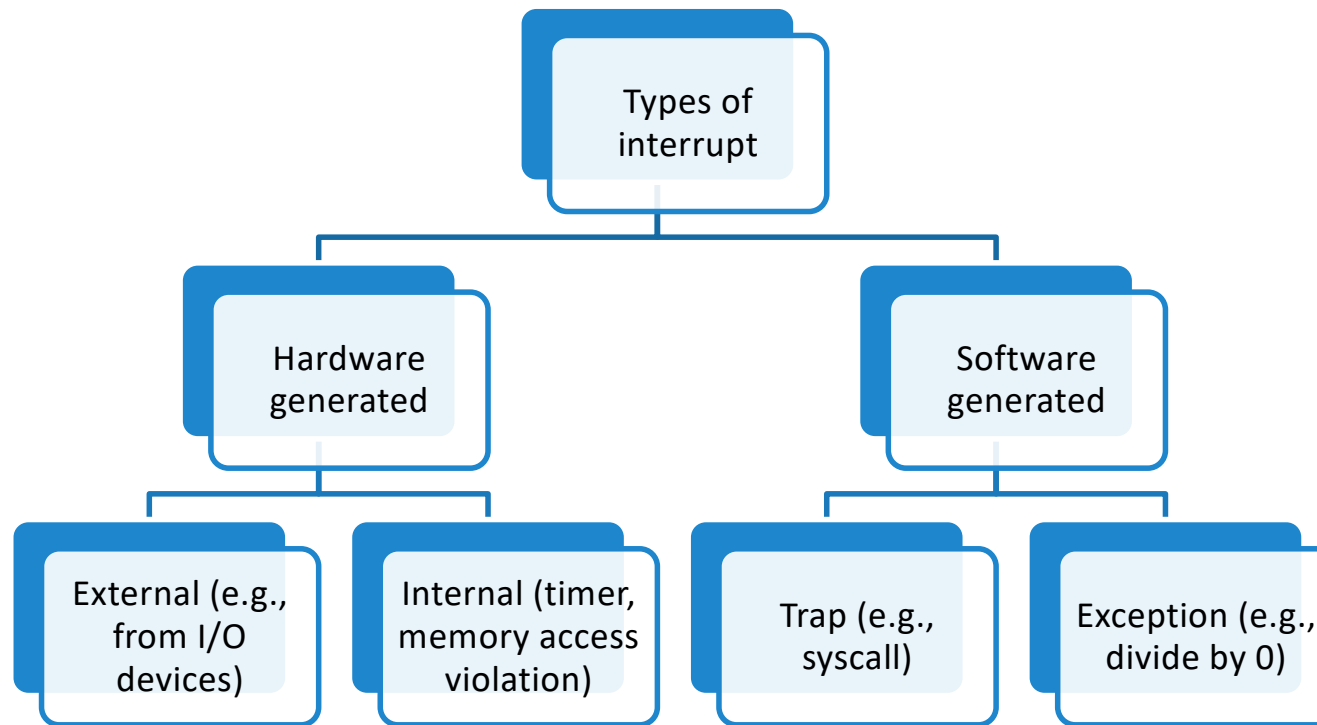 Types of
interrupt
Hardware
generated
Software
generated
External (e.g.,
from I/O
devices)
Internal (timer,
memory access
violation)
Trap (e.g.,
syscall)
Exception (e.g.,
divide by 0)